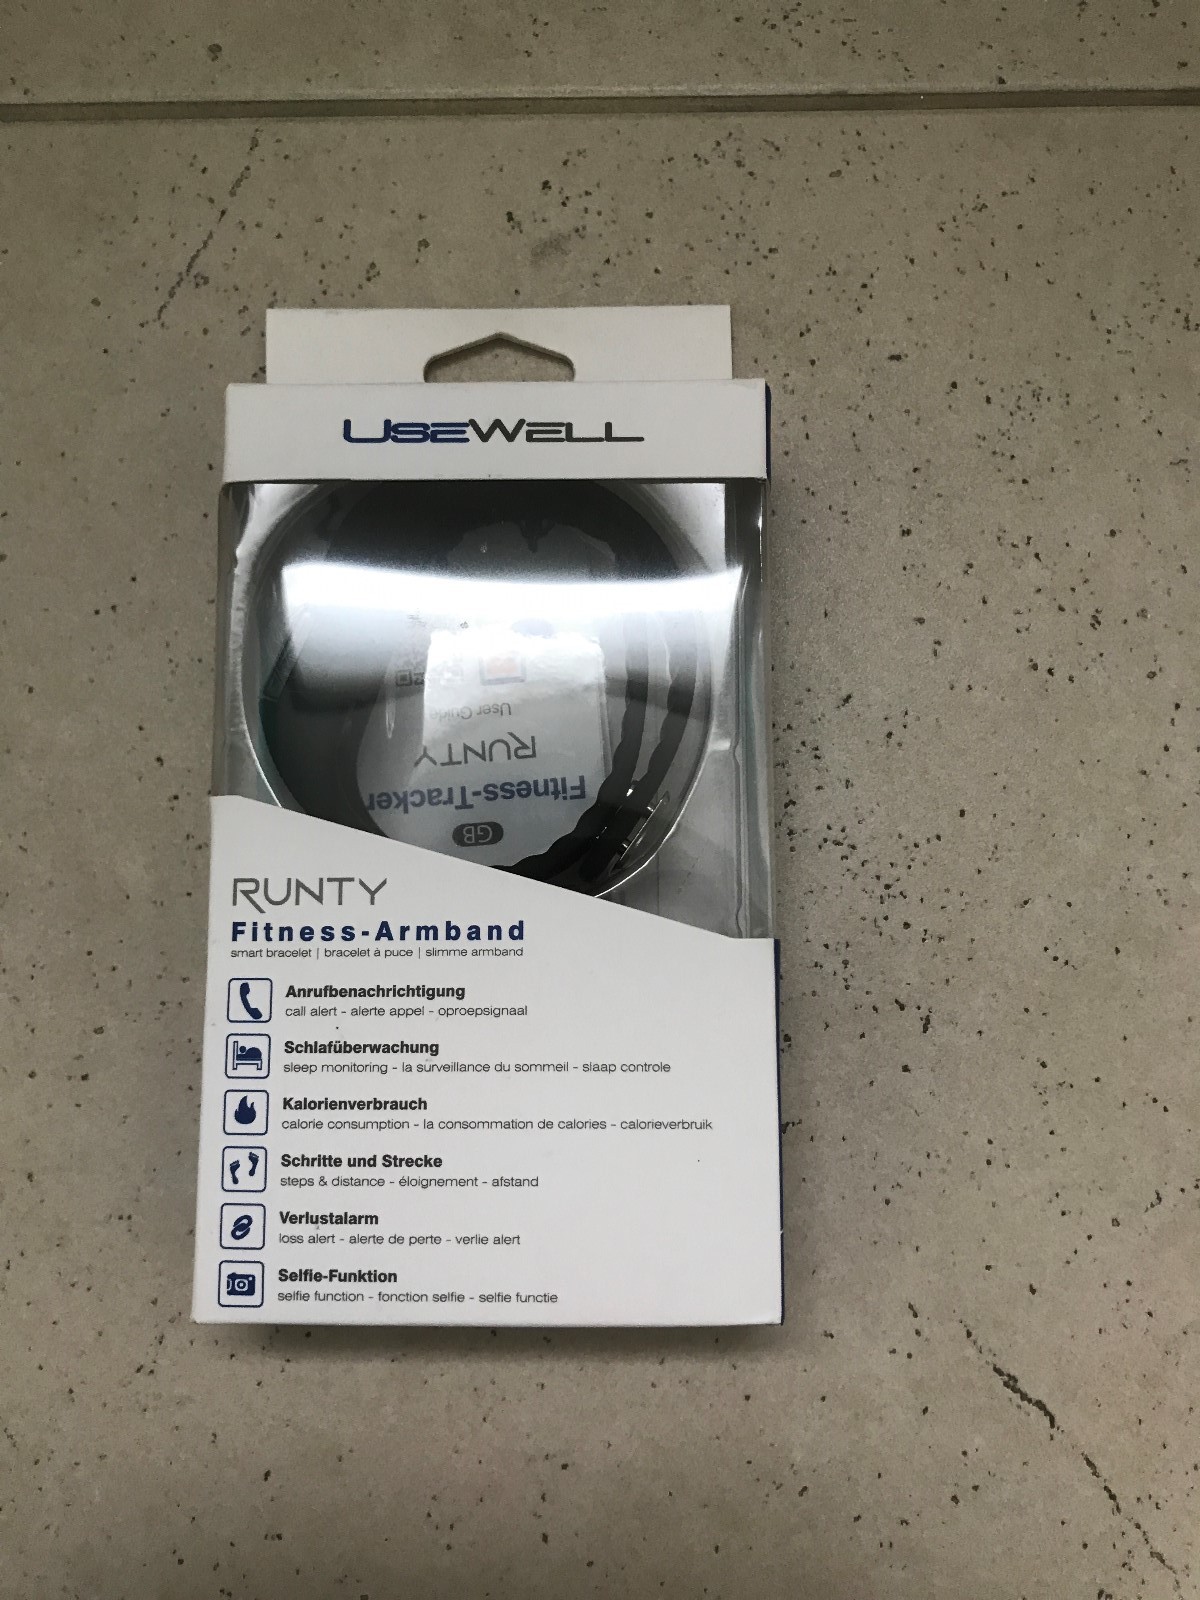 USEWELL
User Guide
RUNTY
Fitness-Tracker
GB
RUNTY
Fitness-Armband
smart bracelet | bracelet à puce | slimme armband
Anrufbenachrichtigung
call alert - alerte appel - oproepsignaal
Schlafüberwachung
sleep monitoring - la surveillance du sommeil - slaap controle
Kalorienverbrauch
calorie consumption - la consommation de calories - calorieverbruik
Schritte und Strecke
steps & distance - éloignement - afstand
Verlustalarm
loss alert - alerte de perte - verlie alert
Selfie-Funktion
selfie function - fonction selfie - selfie functie